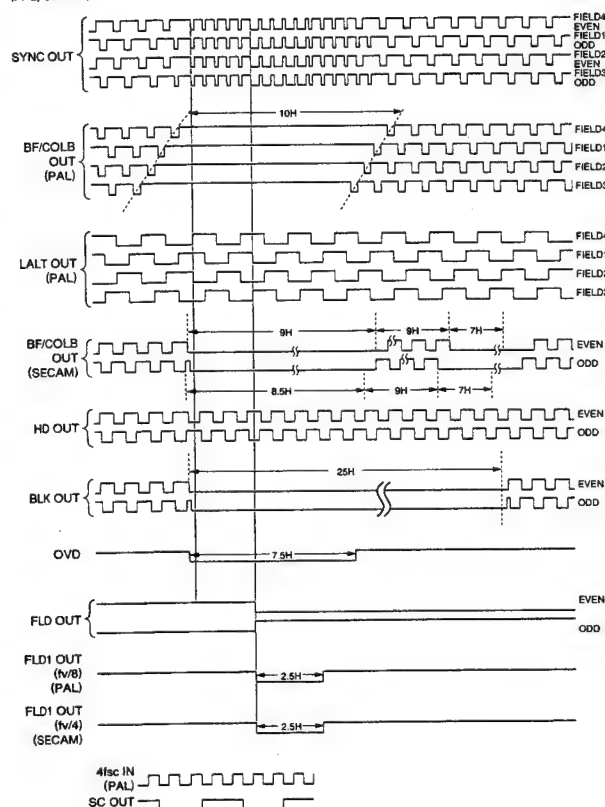 SYNC OUT
FIELD4
EVEN
FIELD1
ODD
FIELD2
EVEN
FIELD3
ODD
10H
BF/COLB
OUT
(PAL)
FIELD4
FIELD1
FIELD2
FIELD3
LALT OUT
(PAL)
FIELD4
FIELD1
FIELD2
FIELD3
9H 9H 7H
BF/COLB
OUT
(SECAM)
EVEN
ODD
8.5H 9H 7H
HD OUT
EVEN
ODD
25H
BLK OUT
EVEN
ODD
OVD
7.5H
FLD OUT
EVEN
ODD
FLD1 OUT
(fv/8)
(PAL)
2.5H
FLD1 OUT
(fv/4)
(SECAM)
2.5H
4fsc IN
(PAL)
SC OUT